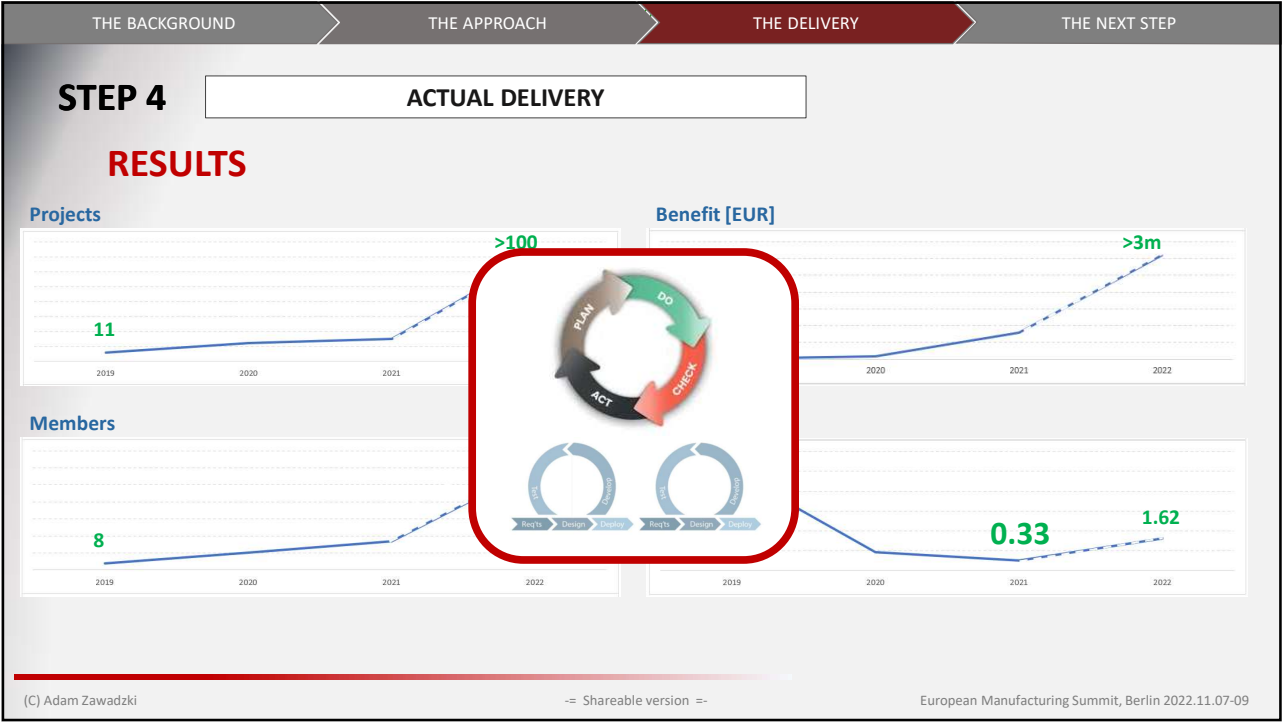 THE BACKGROUND
THE APPROACH
THE DELIVERY
THE NEXT STEP
STEP 4
ACTUAL DELIVERY
RESULTS
Projects
>100
11
2019
2020
2021
Benefit [EUR]
>3m
2020
2021
2022
PLAN
DO
CHECK
ACT
Members
8
2019
2020
2021
2022
Test
Develop
Req'ts
Design
Deploy
Test
Develop
Req'ts
Design
Deploy
0.33
1.62
2019
2020
2021
2022
(C) Adam Zawadzki
-= Shareable version =-
European Manufacturing Summit, Berlin 2022.11.07-09